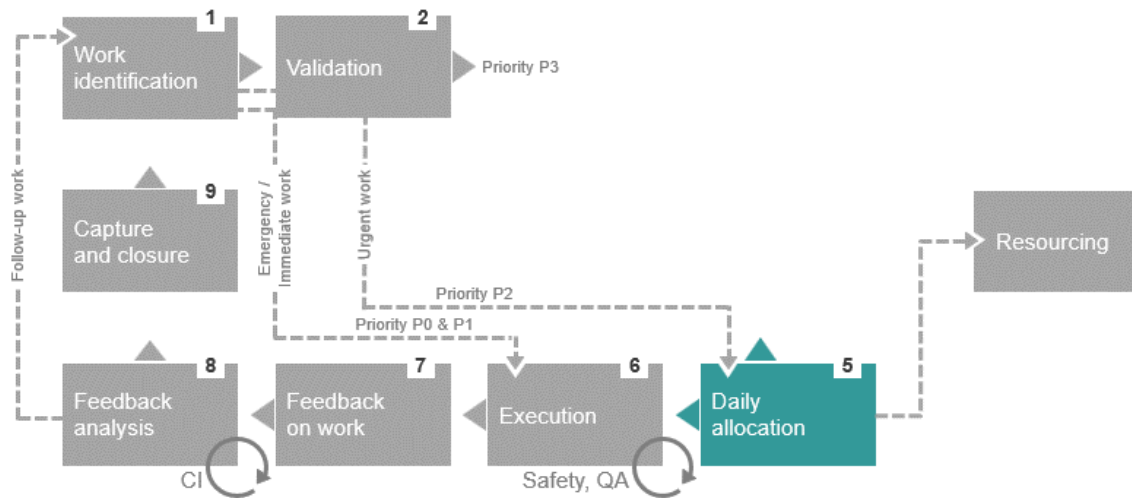 1
Work
identification
2
Validation
Priority P3
Follow-up work
9
Capture
and closure
Emergency /
Immediate work
Urgent work
Resourcing
Priority P2
Priority P0 & P1
8
Feedback
analysis
7
Feedback
on work
6
Execution
5
Daily
allocation
CI
Safety, QA